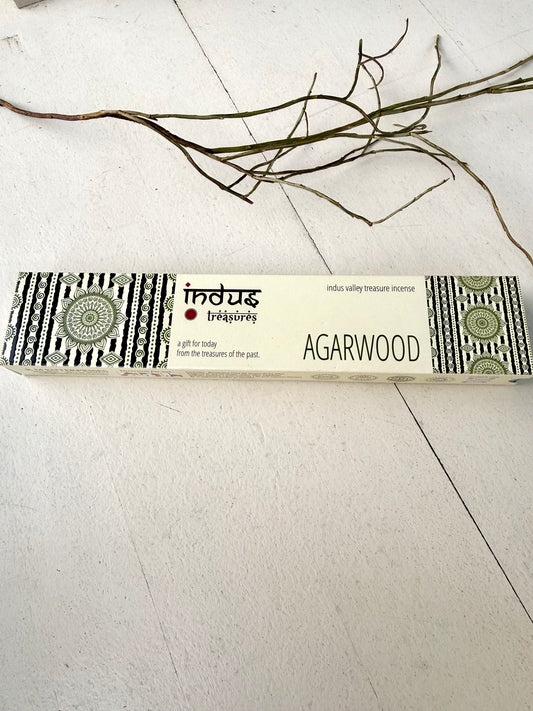 indus
treasures
indus valley treasure incense
a gift for today
from the treasures of the past.
AGARWOOD